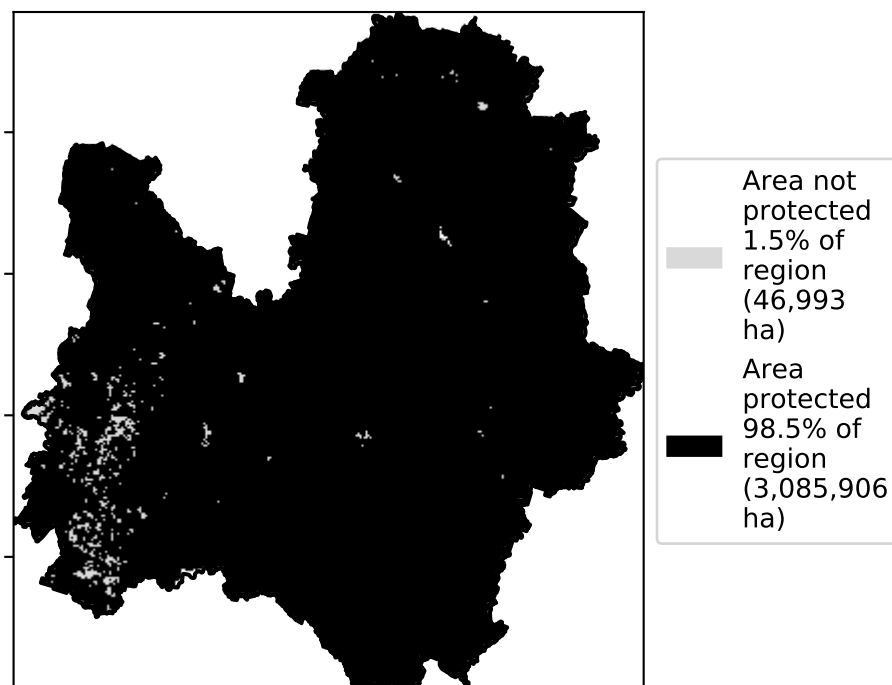 Area not
protected
1.5% of
region
(46,993
ha)
Area
protected
98.5% of
region
(3,085,906
ha)